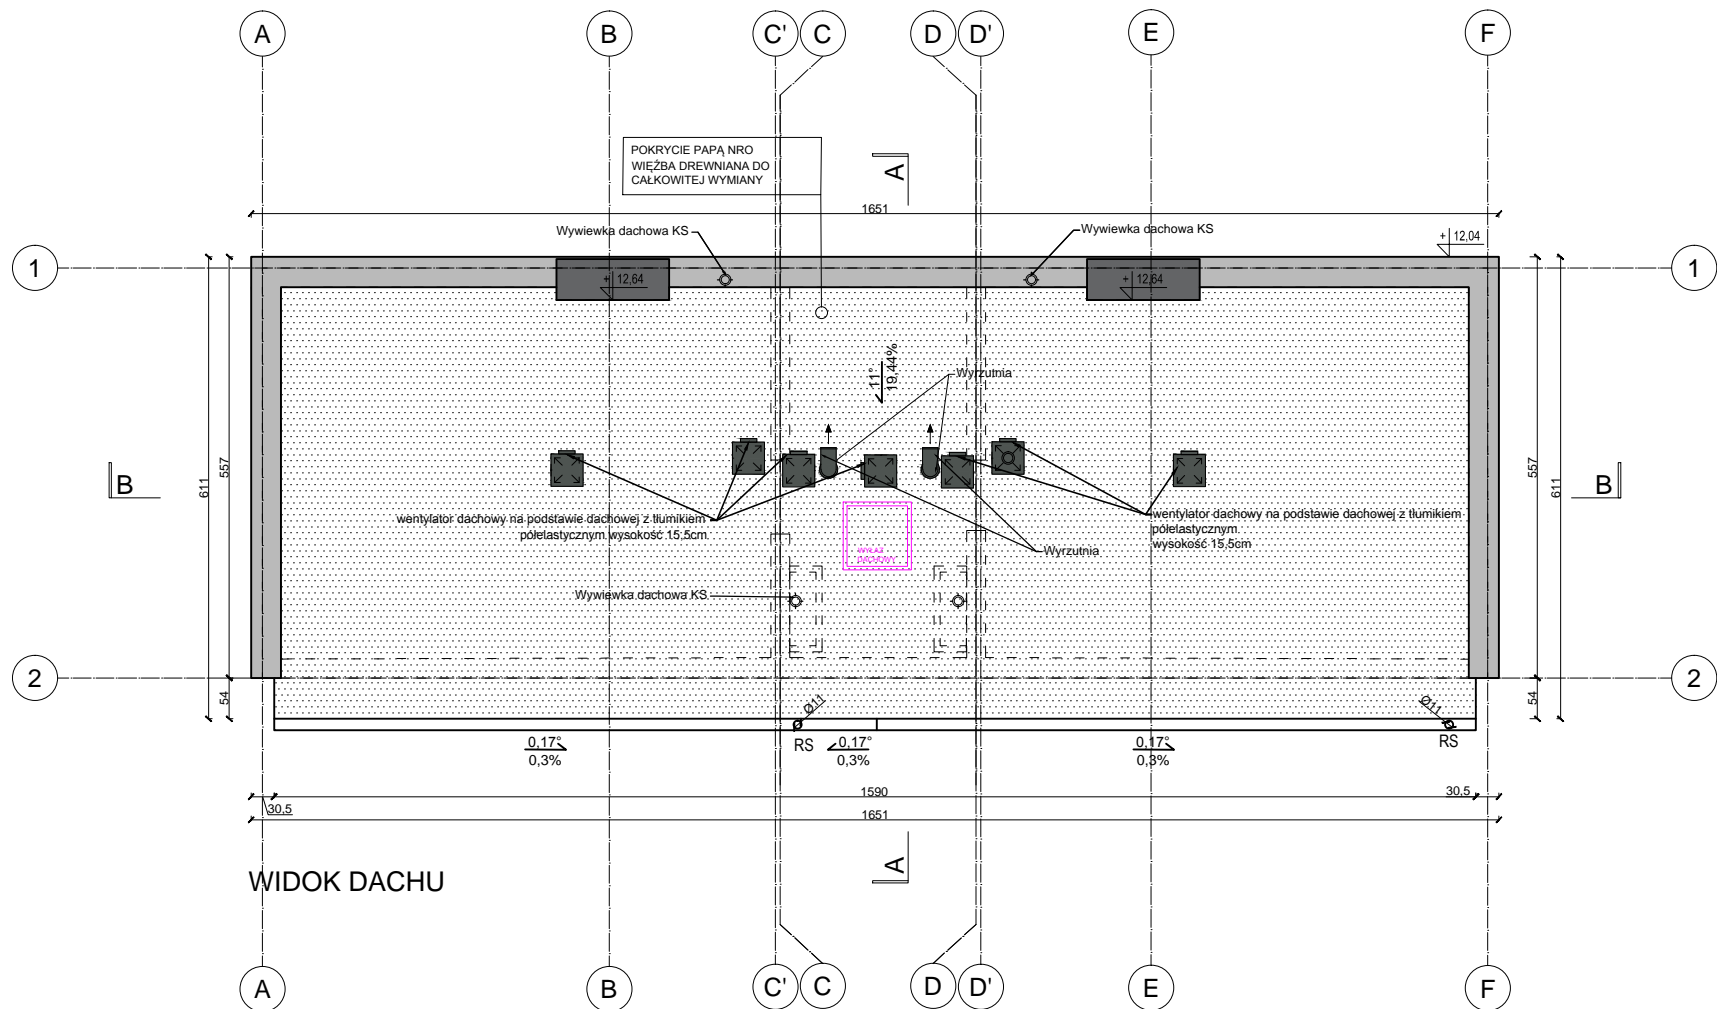 A
B
C'
C
D
D'
E
F
POKRYCIE PAPĄ NRO
WIĘŹBA DREWNIANA DO
CAŁKOWITEJ WYMIANY
A
1651
Wywiewka dachowa KS
Wywiewka dachowa KS
+ 12,04
1
1
+ 12,64
+ 12,64
11°
19,44%
Wyrzutnia
611
557
557
611
B
B
wentylator dachowy na podstawie dachowej z tłumikiem
półelastycznym wysokość 15,5cm
wentylator dachowy na podstawie dachowej z tłumikiem
półelastycznym
wysokość 15,5cm
WYŁAZ
DACHOWY
Wyrzutnia
Wywiewka dachowa KS
2
2
54
54
Ø11
Ø11
RS
RS
0,17°
0,3%
0,17°
0,3%
0,17°
0,3%
1590
30,5
30,5
1651
A
WIDOK DACHU
A
B
C'
C
D
D'
E
F